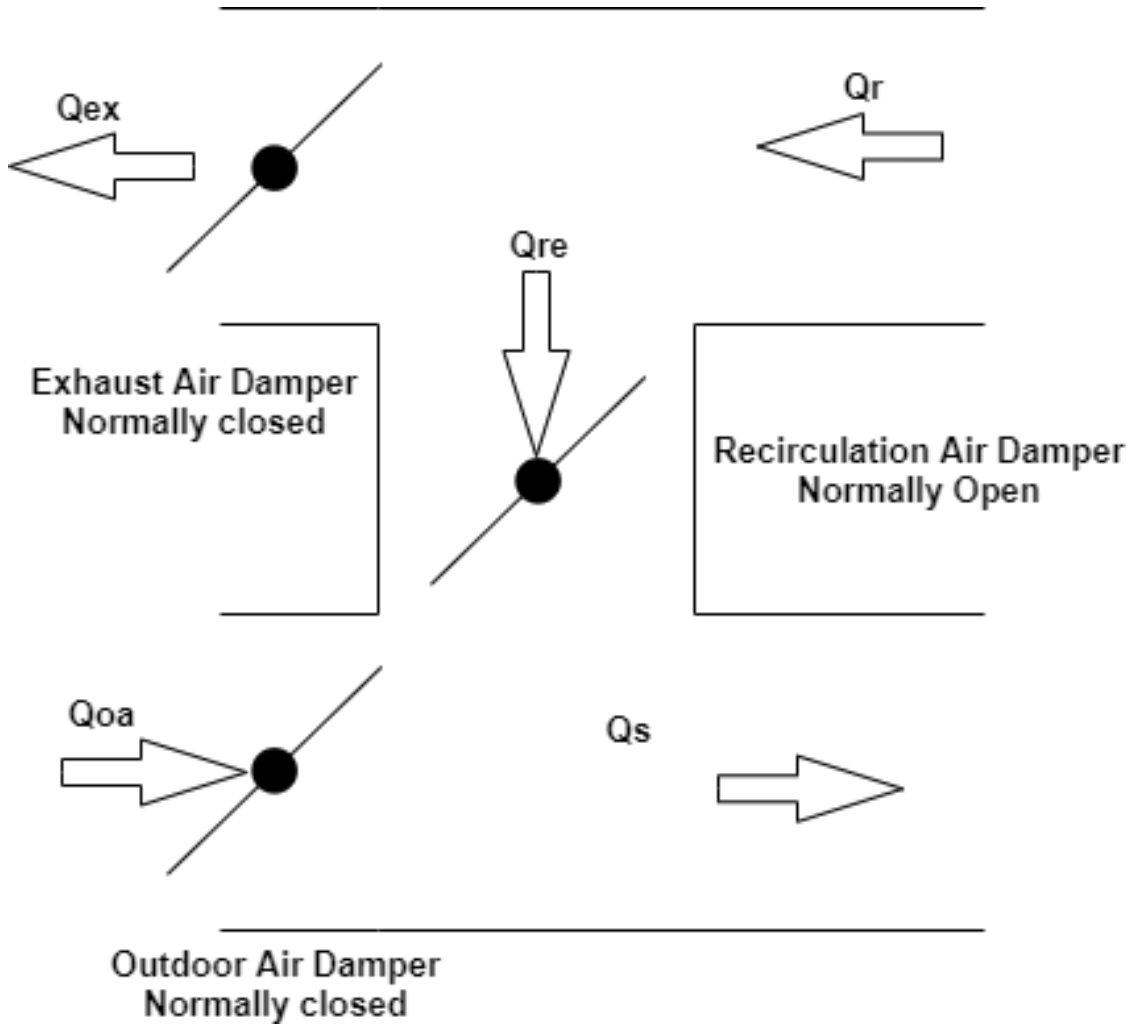 Qex
Qr
Qre
Exhaust Air Damper
Normally closed
Recirculation Air Damper
Normally Open
Qoa
Qs
Outdoor Air Damper
Normally closed